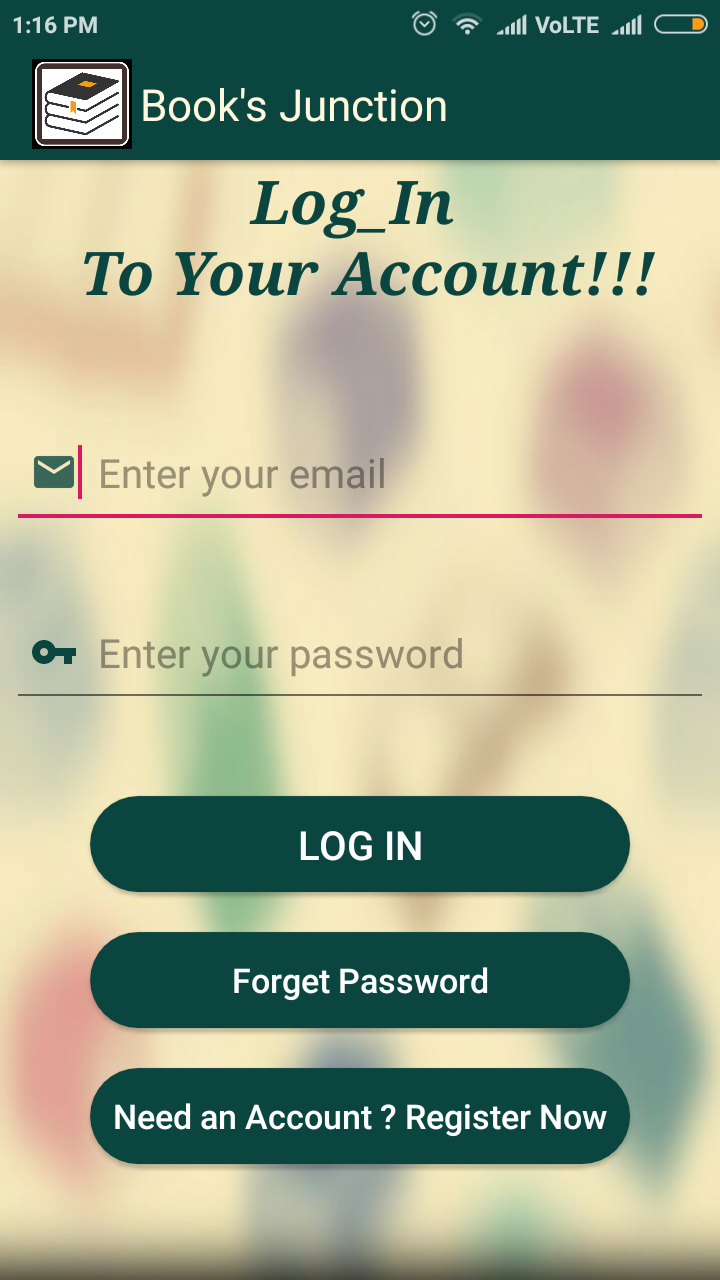 1:16 PM VoLTE
Book's Junction
Log_In
To Your Account!!!
Enter your email
Enter your password
LOG IN
Forget Password
Need an Account ? Register Now